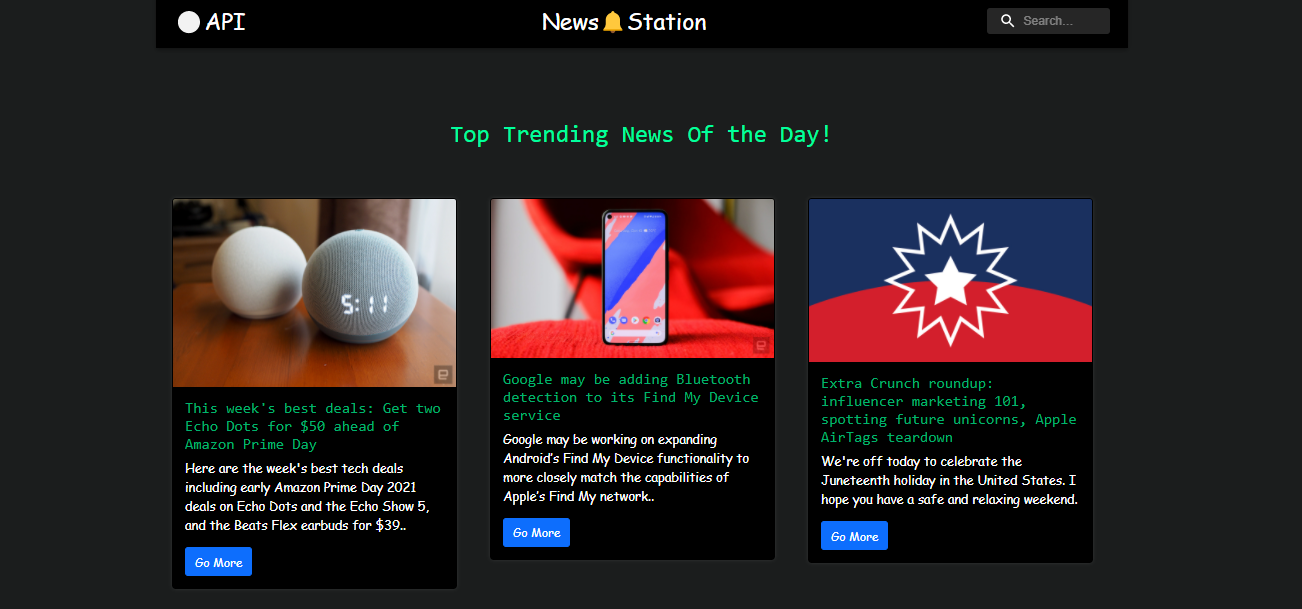 API
News🔔Station
Search...
Top Trending News Of the Day!
5:11
This week's best deals: Get two
Echo Dots for $50 ahead of
Amazon Prime Day
Here are the week's best tech deals
including early Amazon Prime Day 2021
deals on Echo Dots and the Echo Show 5,
and the Beats Flex earbuds for $39..
Go More
Google may be adding Bluetooth
detection to its Find My Device
service
Google may be working on expanding
Android's Find My Device functionality to
more closely match the capabilities of
Apple's Find My network..
Go More
Extra Crunch roundup:
influencer marketing 101,
spotting future unicorns, Apple
AirTags teardown
We're off today to celebrate the
Juneteenth holiday in the United States. I
hope you have a safe and relaxing weekend.
Go More